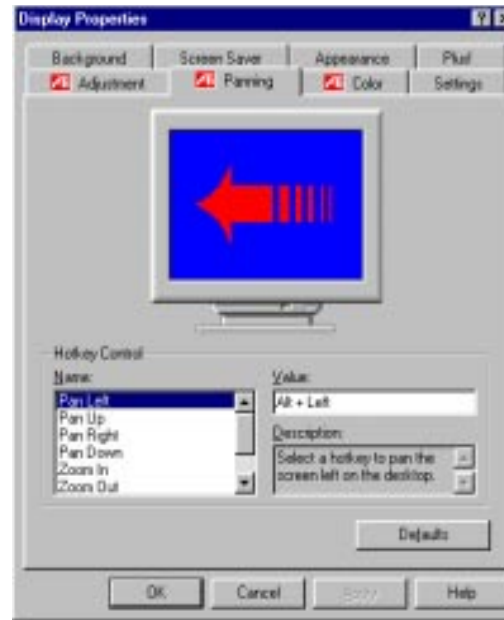 Display Properties
Background
Screen Saver
Appearance
Plus!
Adjustment
Panning
Color
Settings
Hotkey Control
Name:
Value:
Pan Left
Alt + Left
Pan Up
Pan Right
Description:
Pan Down
Select a hotkey to pan the
Zoom In
screen left on the desktop.
Zoom Out
Defaults
OK
Cancel
Apply
Help